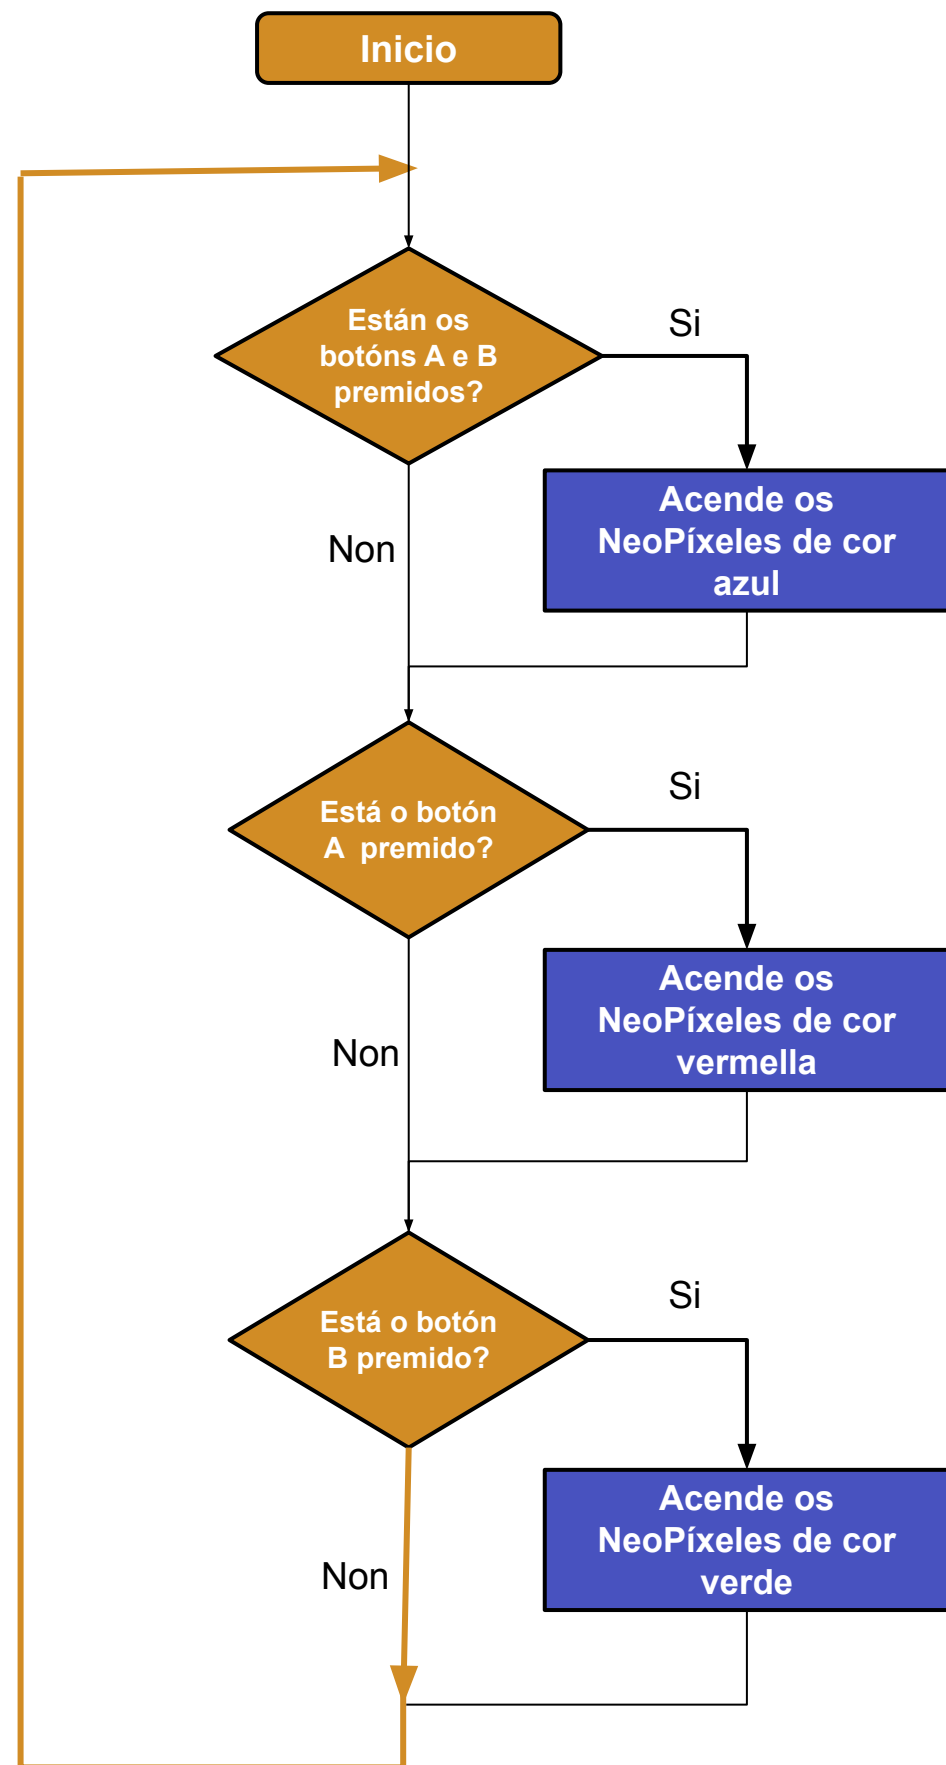 Inicio
Están os
botóns A e B
premidos?
Si
Acende os
NeoPíxeles de cor
azul
Non
Está o botón
A  premido?
Si
Acende os
NeoPíxeles de cor
vermella
Non
Está o botón
B premido?
Si
Acende os
NeoPíxeles de cor
verde
Non